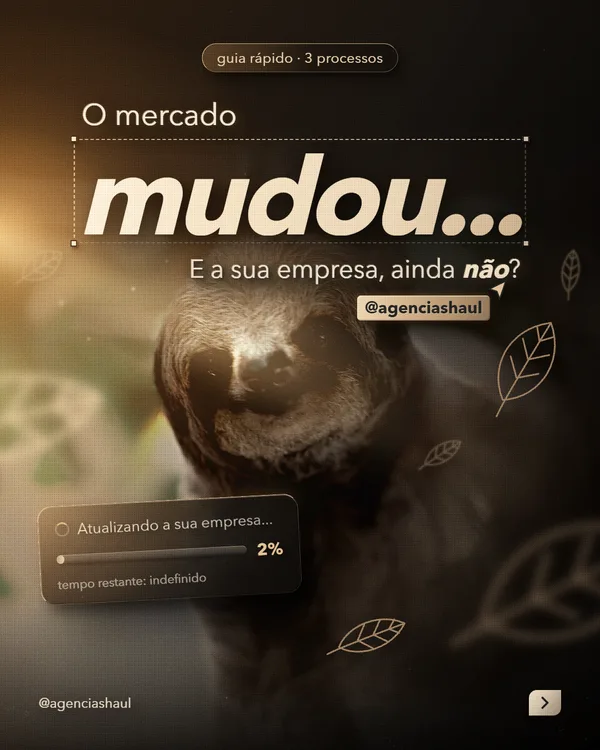 guia rápido · 3 processos
O mercado
mudou...
E a sua empresa, ainda não?
@agenciashaul
Atualizando a sua empresa...
2%
tempo restante: indefinido
@agenciashaul